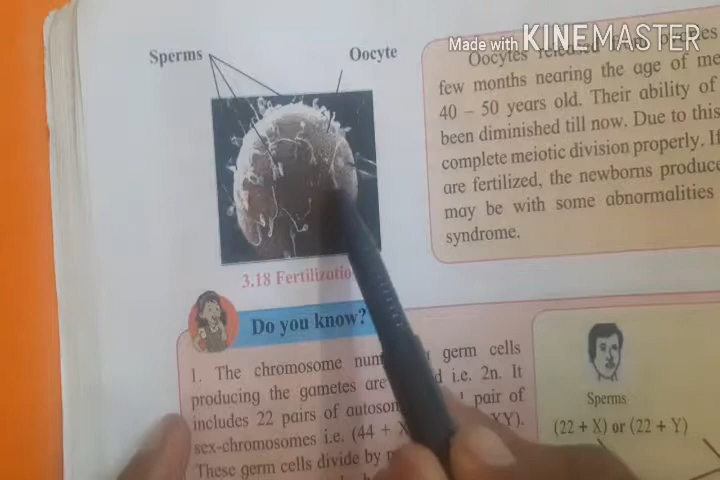 Made with KINEMASTER
Sperms
Oocyte
Oocytes released
few months nearing the age of me
40 – 50 years old. Their ability of
been diminished till now. Due to this
complete meiotic division properly. If
are fertilized, the newborns produce
may be with some abnormalities
syndrome.
3.18 Fertilizatio
Do you know?
1. The chromosome num germ cells
producing the gametes are d i.e. 2n. It
includes 22 pairs of autosom pair of
sex-chromosomes i.e. (44 + X XY).
These germ cells divide by
Sperms
(22 + X) or (22 + Y)